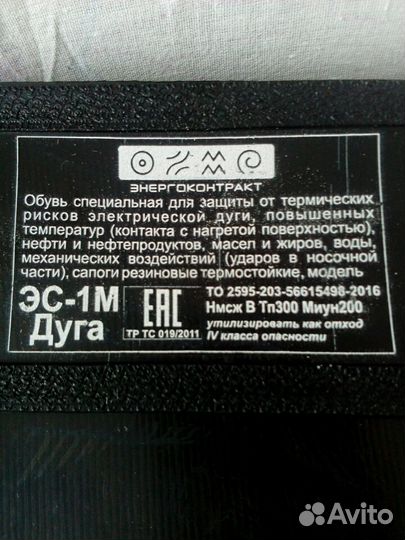 ЭНЕРГОКОНТРАКТ
Обувь специальная для защиты от термических
рисков электрической дуги, повышенных
температур (контакта с нагретой поверхностью),
нефти и нефтепродуктов, масел и жиров, воды,
механических воздействий (ударов в носочной
части), сапоги резиновые термостойкие, модель
ЭС-1М
Дуга
ЕАС
ТР ТС 019/2011
ТО 2595-203-56615498-2016
Нмсж В Тп300 Миун200
утилизировать как отход
IV класса опасности
Avito